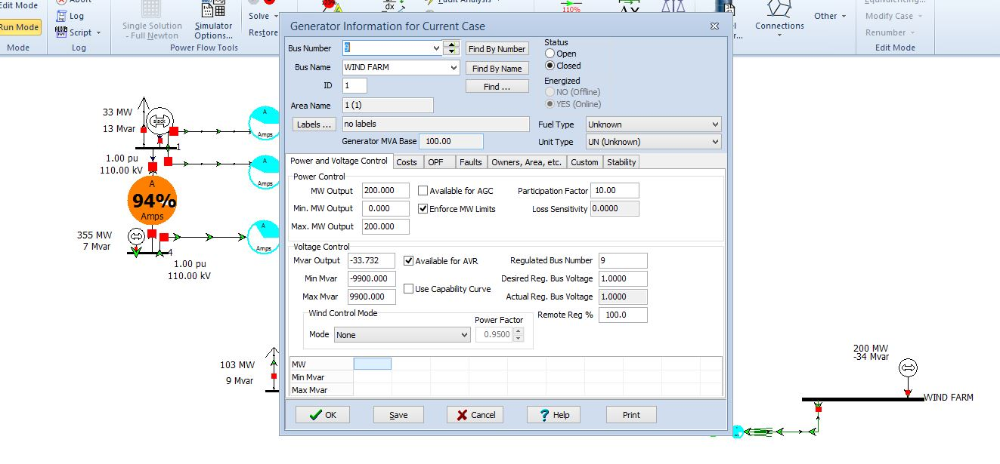 Edit Mode
Abort
Fault Analysis
Run Mode
Log
Single Solution
- Full Newton
Simulator
Options...
Solve
110%
Connections
Other
Modify Case
Script
Restore
Renumber
Mode
Log
Power Flow Tools
Edit Mode
Generator Information for Current Case
Bus Number
9
Find By Number
Status
Open
Closed
Bus Name
WIND FARM
Find By Name
ID
1
Find ...
Energized
NO (Offline)
YES (Online)
Area Name
1 (1)
Labels ...
no labels
Fuel Type
Unknown
Generator MVA Base
100.00
Unit Type
UN (Unknown)
Power and Voltage Control
Costs
OPF
Faults
Owners, Area, etc.
Custom
Stability
Power Control
MW Output
200.000
Available for AGC
Participation Factor
10.00
Min. MW Output
0.000
Enforce MW Limits
Loss Sensitivity
0.0000
Max. MW Output
200.000
Voltage Control
Mvar Output
-33.732
Available for AVR
Regulated Bus Number
9
Min Mvar
-9900.000
Desired Reg. Bus Voltage
1.0000
Use Capability Curve
Max Mvar
9900.000
Actual Reg. Bus Voltage
1.0000
Wind Control Mode
Remote Reg %
100.0
Power Factor
Mode
None
0.9500
MW
Min Mvar
Max Mvar
OK
Save
Cancel
Help
Print
33 MW
13 Mvar
slack
1
1.00 pu
110.00 kV
A
94%
Amps
A
Amps
A
Amps
A
Amps
355 MW
7 Mvar
4
1.00 pu
110.00 kV
103 MW
9 Mvar
200 MW
-34 Mvar
WIND FARM